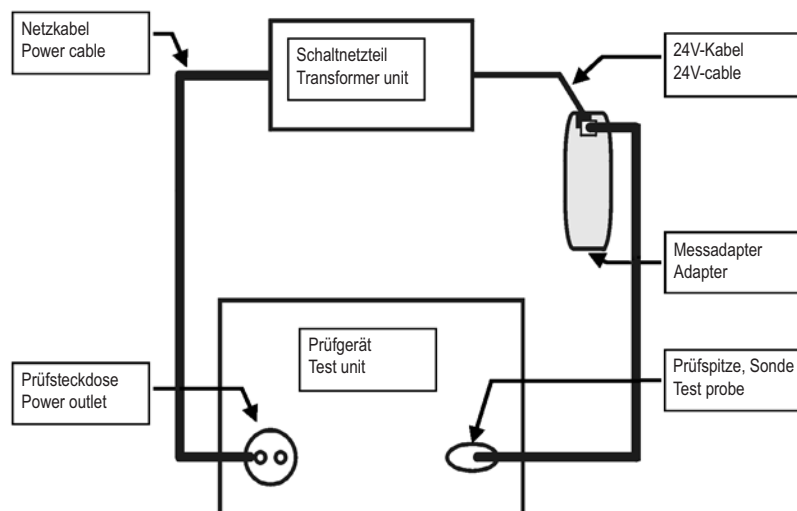 Netzkabel
Power cable
Schaltnetzteil
Transformer unit
24V-Kabel
24V-cable
Messadapter
Adapter
Prüfgerät
Test unit
Prüfsteckdose
Power outlet
Prüfspitze, Sonde
Test probe